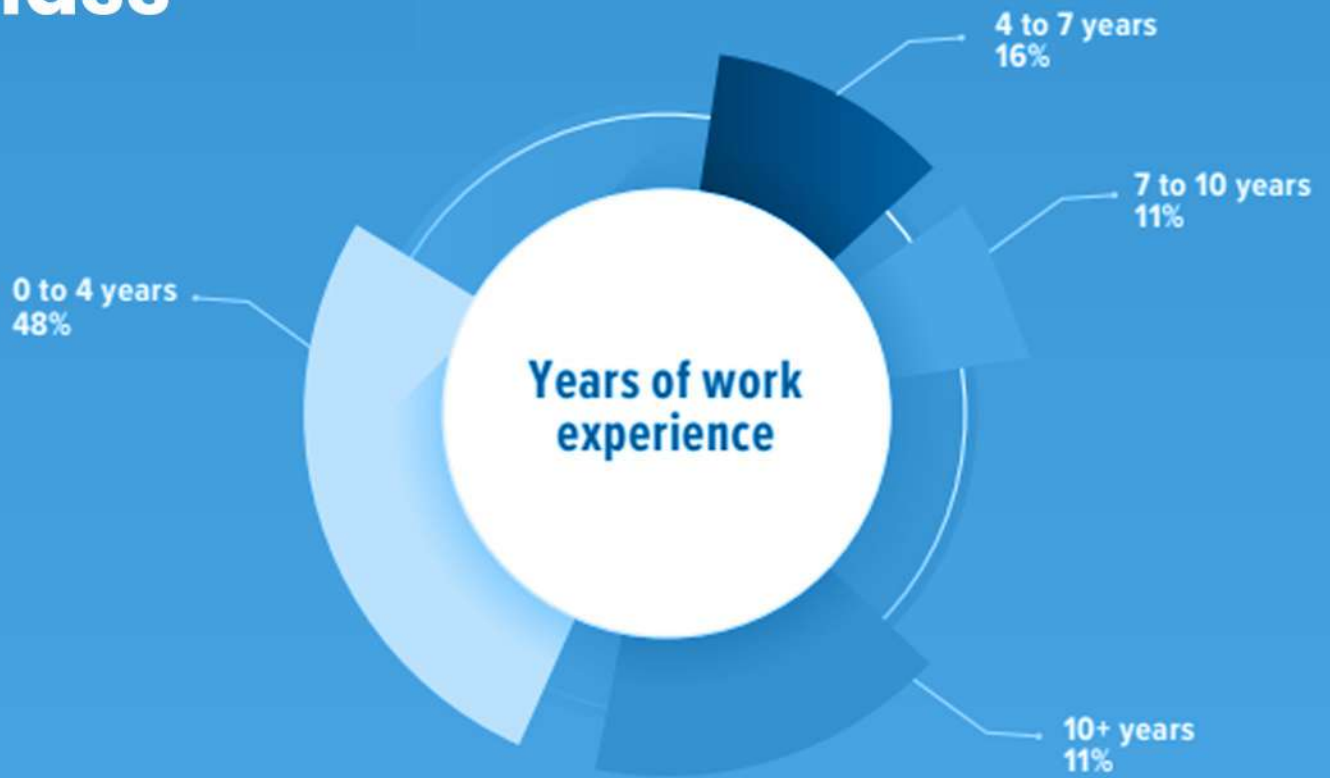 4 to 7 years
16%
7 to 10 years
11%
0 to 4 years
48%
Years of work
experience
10+ years
11%